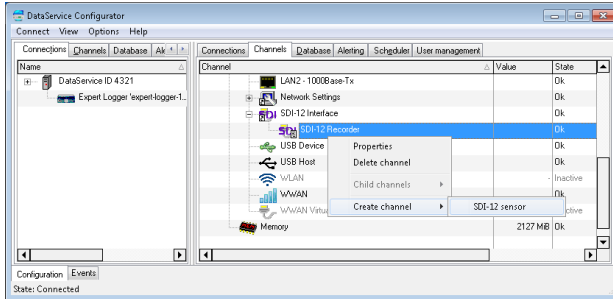 DataService Configurator
Connect View Options Help
Connections Channels Database Ale
Name
DataService ID 4321
Expert Logger 'expert-logger-1..
Connections Channels Database Alerting Scheduler User management
Channel Value State
LAN2 - 1000Base-Tx Ok
Network Settings Ok
SDI-12 Interface Ok
SDI-12 Recorder Ok
USB Device Ok
USB Host Ok
WLAN - Inactive
WWAN Ok
WWAN Virtu ctive
Memory 2127 MiB Ok
Properties
Delete channel
Child channels
Create channel
SDI-12 sensor
Configuration Events
State: Connected